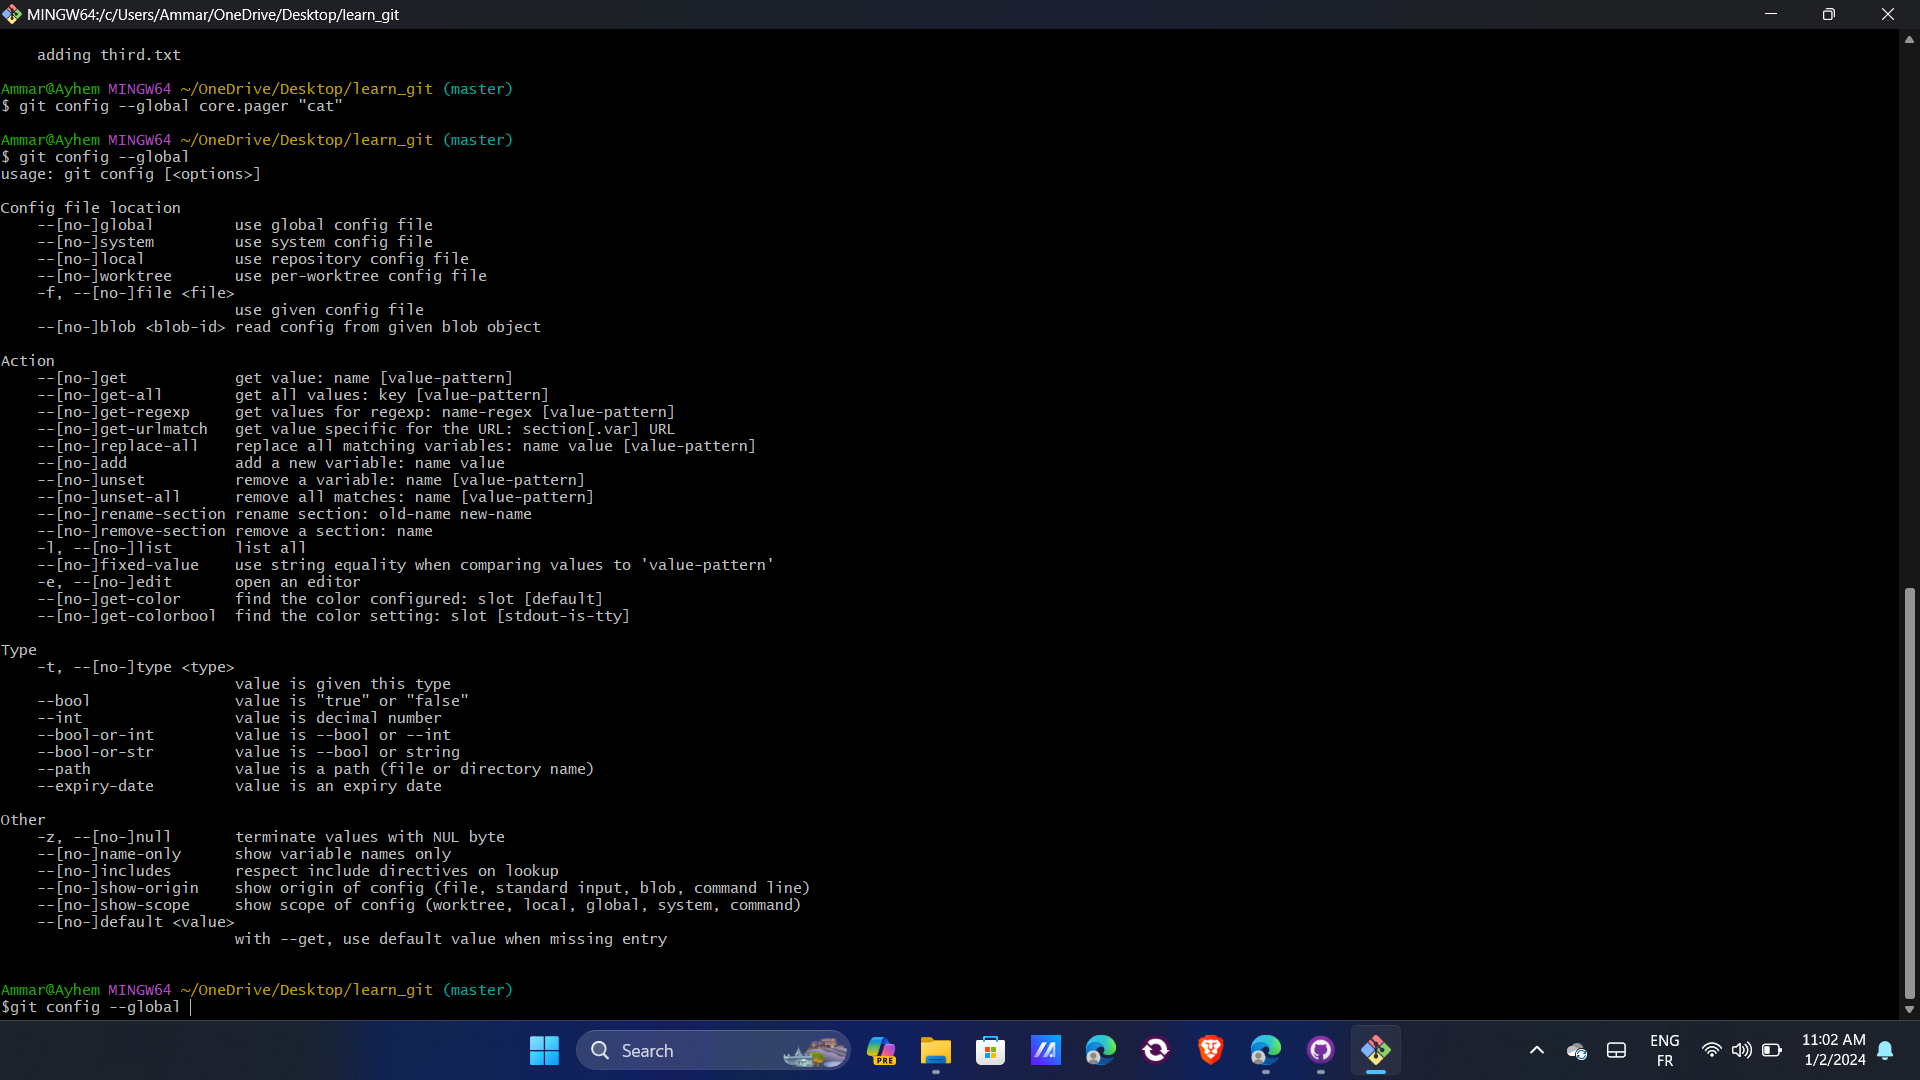 MINGW64:/c/Users/Ammar/OneDrive/Desktop/learn_git
adding third.txt
Ammar@Ayhem MINGW64 ~/OneDrive/Desktop/learn_git (master)
$ git config --global core.pager "cat"
Ammar@Ayhem MINGW64 ~/OneDrive/Desktop/learn_git (master)
$ git config --global
usage: git config [<options>]
Config file location
--[no-]global use global config file
--[no-]system use system config file
--[no-]local use repository config file
--[no-]worktree use per-worktree config file
-f, --[no-]file <file>
use given config file
--[no-]blob <blob-id> read config from given blob object
Action
--[no-]get get value: name [value-pattern]
--[no-]get-all get all values: key [value-pattern]
--[no-]get-regexp get values for regexp: name-regex [value-pattern]
--[no-]get-urlmatch get value specific for the URL: section[.var] URL
--[no-]replace-all replace all matching variables: name value [value-pattern]
--[no-]add add a new variable: name value
--[no-]unset remove a variable: name [value-pattern]
--[no-]unset-all remove all matches: name [value-pattern]
--[no-]rename-section rename section: old-name new-name
--[no-]remove-section remove a section: name
-l, --[no-]list list all
--[no-]fixed-value use string equality when comparing values to 'value-pattern'
-e, --[no-]edit open an editor
--[no-]get-color find the color configured: slot [default]
--[no-]get-colorbool find the color setting: slot [stdout-is-tty]
Type
-t, --[no-]type <type>
value is given this type
--bool value is "true" or "false"
--int value is decimal number
--bool-or-int value is --bool or --int
--bool-or-str value is --bool or string
--path value is a path (file or directory name)
--expiry-date value is an expiry date
Other
-z, --[no-]null terminate values with NUL byte
--[no-]name-only show variable names only
--[no-]includes respect include directives on lookup
--[no-]show-origin show origin of config (file, standard input, blob, command line)
--[no-]show-scope show scope of config (worktree, local, global, system, command)
--[no-]default <value>
with --get, use default value when missing entry
Ammar@Ayhem MINGW64 ~/OneDrive/Desktop/learn_git (master)
$git config --global
Search
PRE
ENG
FR
11:02 AM
1/2/2024